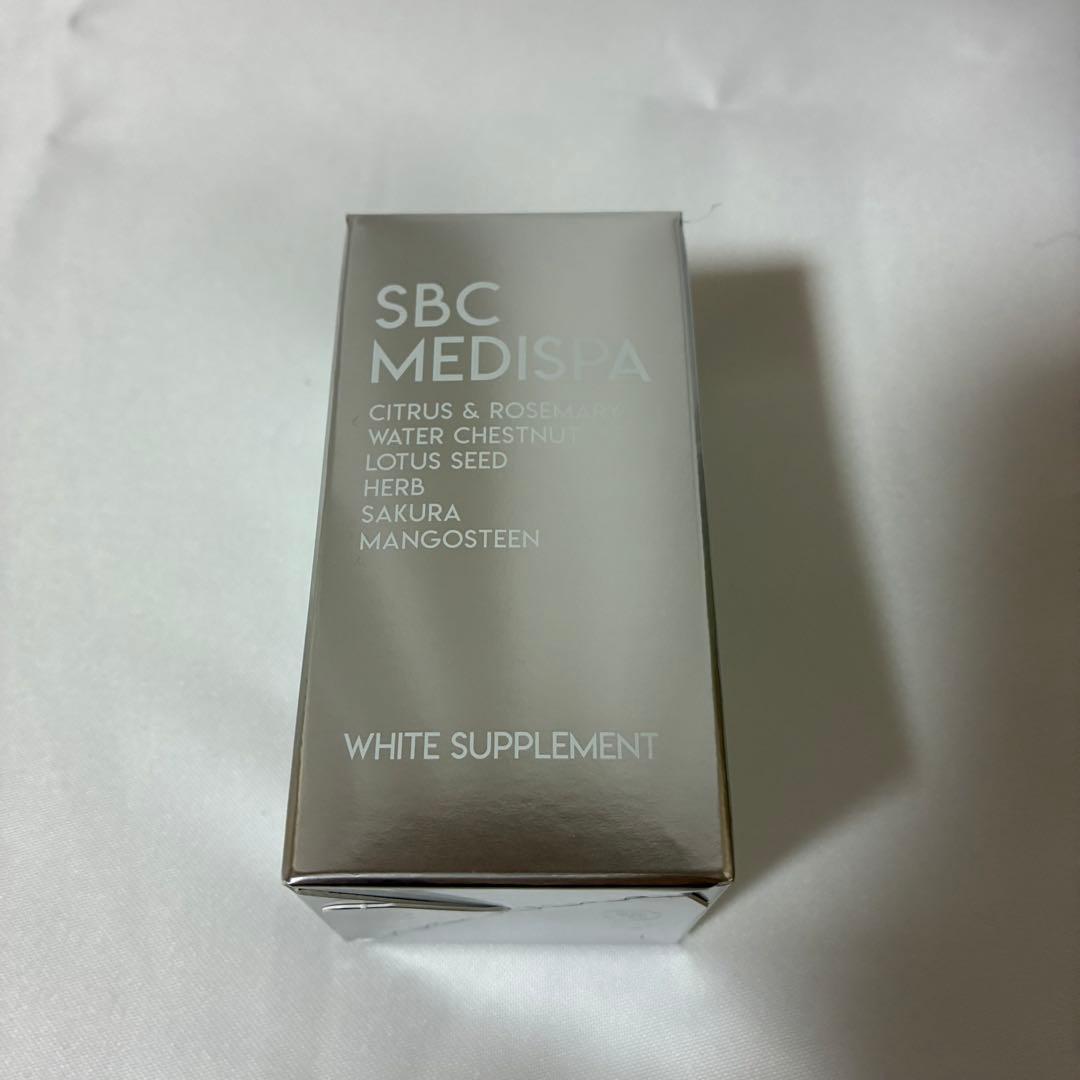 SBC
MEDISPA
CITRUS & ROSEMARY
WATER CHESTNUT
LOTUS SEED
HERB
SAKURA
MANGOSTEEN
WHITE SUPPLEMENT